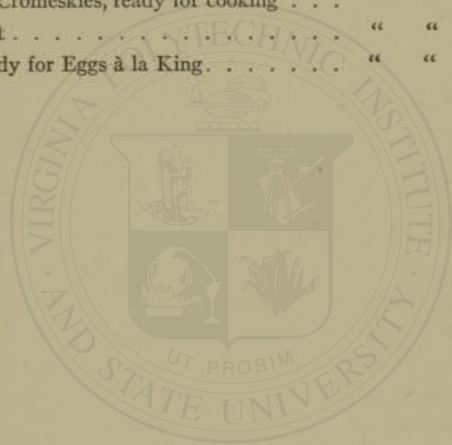 Cromeskies, ready for cooking . . .
t . . . . . . . . . . . . . . . . “ “
dy for Eggs à la King. . . . . . . “ “
VIRGINIA POLYTECHNIC INSTITUTE
AND STATE UNIVERSITY
UT PROSIM